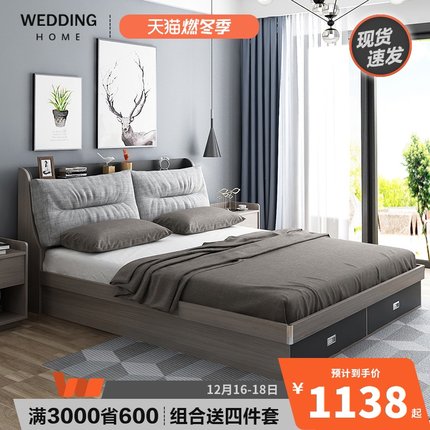 WEDDING
HOME
天猫燃冬季
现货
速发
12月16-18日
满3000省600
组合送四件套
预计到手价
￥1138起